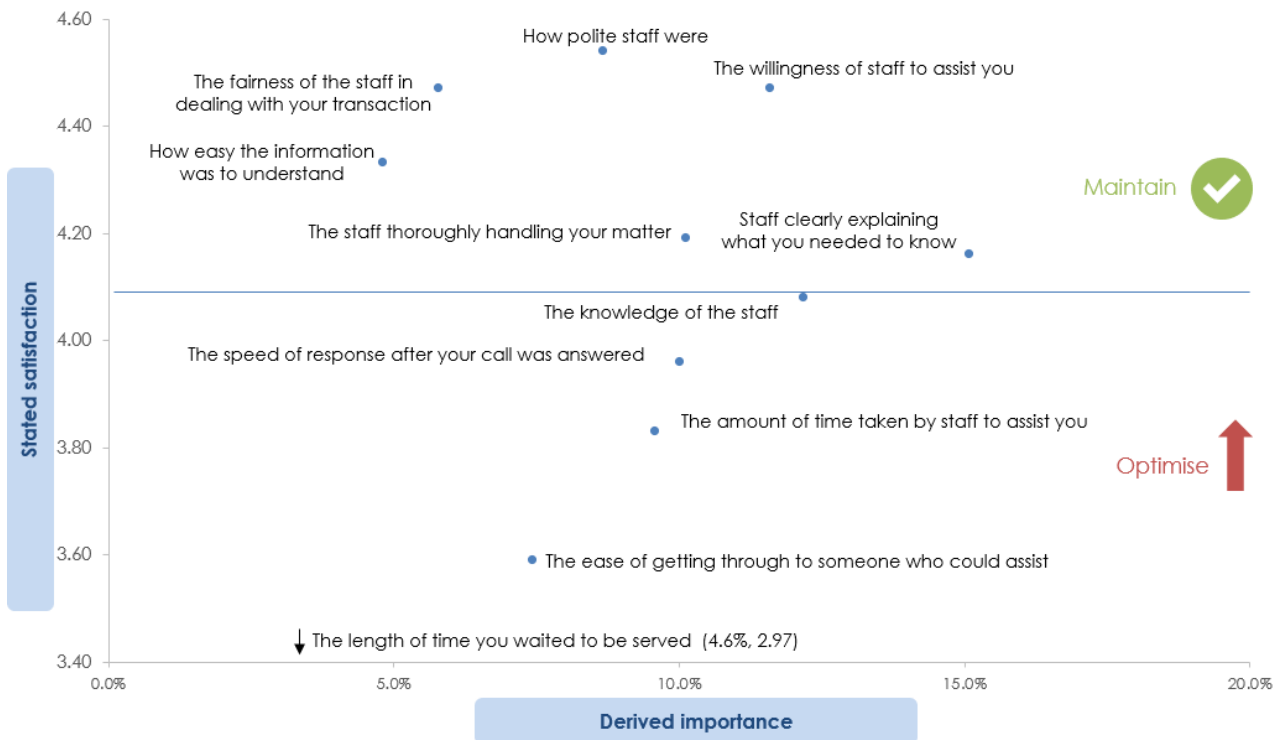 4.60
How polite staff were
The willingness of staff to assist you
The fairness of the staff in
dealing with your transaction
4.40
How easy the information
was to understand
Maintain
4.20
The staff thoroughly handling your matter
Staff clearly explaining
what you needed to know
The knowledge of the staff
4.00
The speed of response after your call was answered
Stated satisfaction
The amount of time taken by staff to assist you
3.80
Optimise
3.60
The ease of getting through to someone who could assist
The length of time you waited to be served (4.6%, 2.97)
3.40
0.0%
5.0%
10.0%
15.0%
20.0%
Derived importance